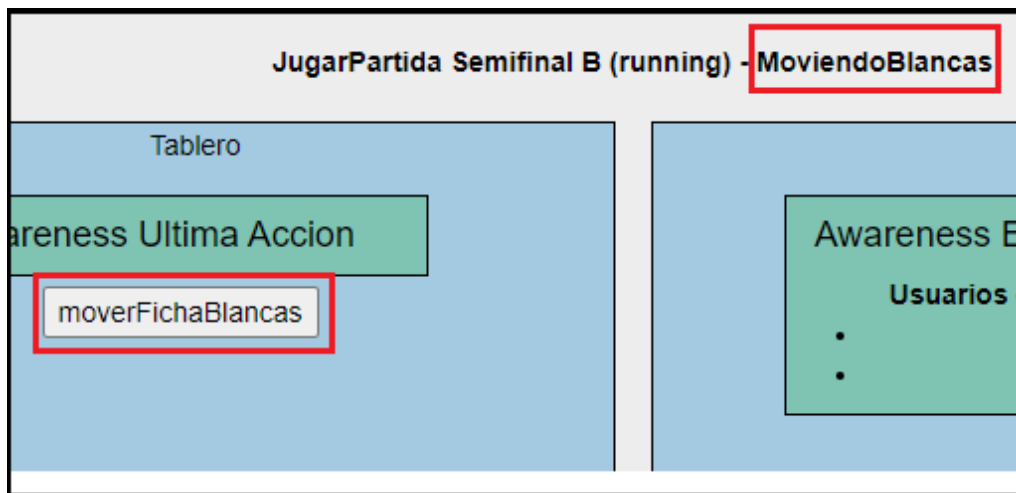 JugarPartida Semifinal B (running) - MoviendoBlancas
Tablero
areness Ultima Accion
moverFichaBlancas
Awareness E
Usuarios